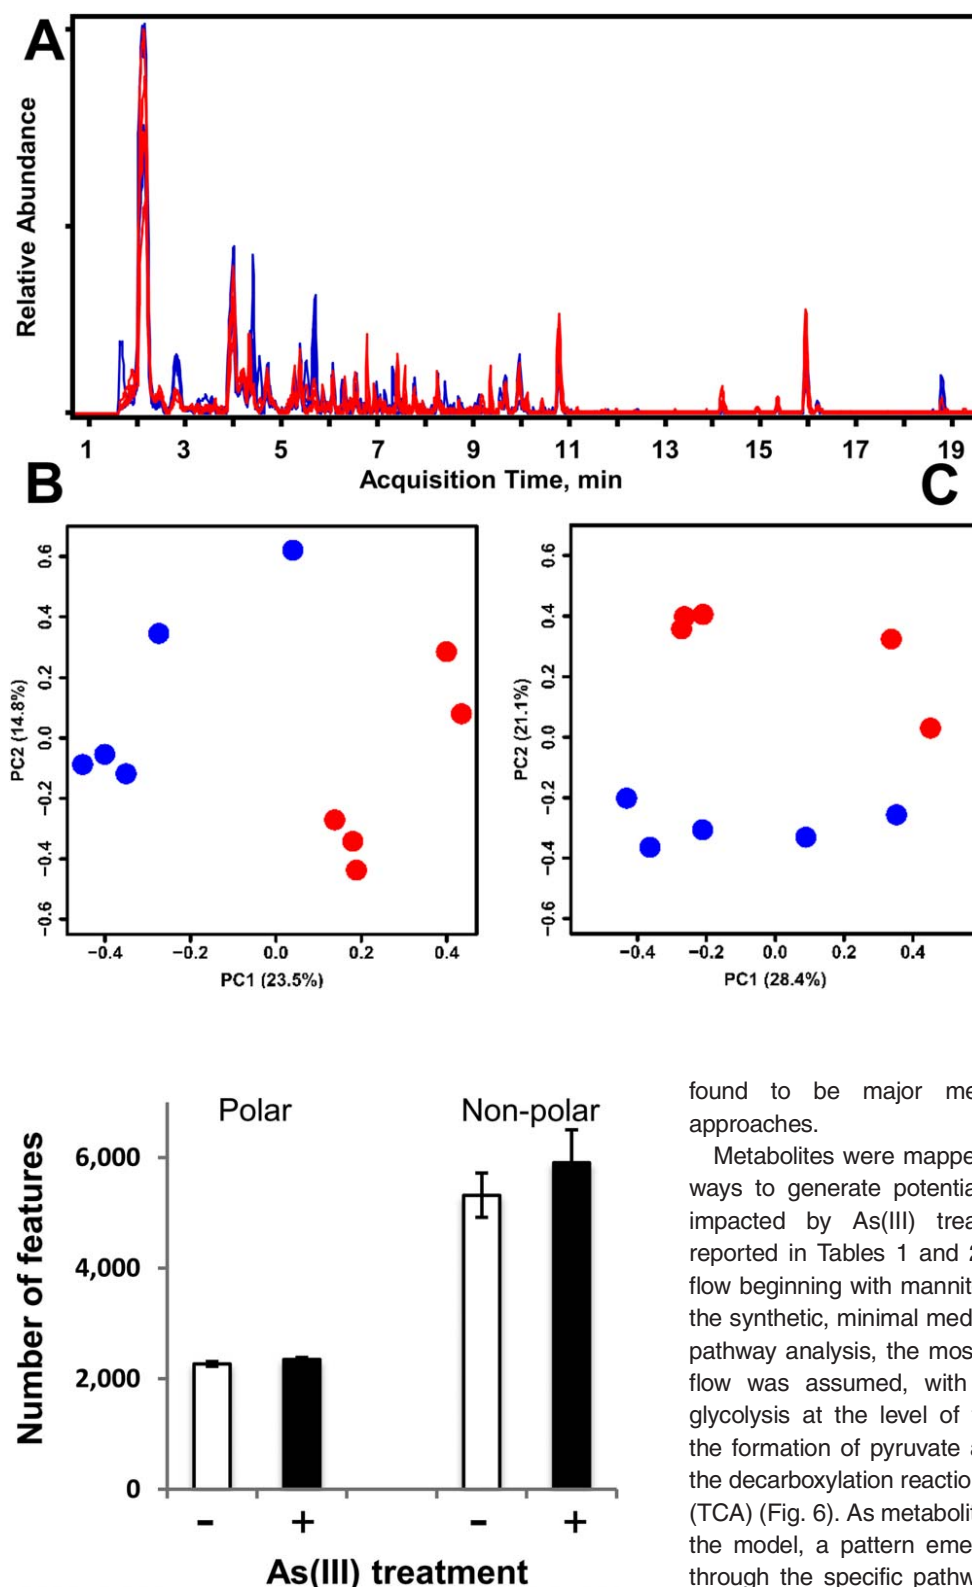 A
Relative Abundance
1 3 5 7 9 11 13 15 17 19
Acquisition Time, min
B
C
0.6
0.4
0.2
0.0
−0.2
−0.4
−0.6
PC2 (14.8%)
−0.4 −0.2 0.0 0.2 0.4
PC1 (23.5%)
0.6
0.4
0.2
0.0
−0.2
−0.4
−0.6
PC2 (21.1%)
−0.4 −0.2 0.0 0.2 0.4
PC1 (28.4%)
Polar Non-polar
Number of features
6,000
4,000
2,000
0
- + - +
As(III) treatment
found to be major me
approaches.
Metabolites were mappe
ways to generate potentia
impacted by As(III) trea
reported in Tables 1 and 2
flow beginning with mannit
the synthetic, minimal med
pathway analysis, the mos
flow was assumed, with
glycolysis at the level of
the formation of pyruvate a
the decarboxylation reaction
(TCA) (Fig. 6). As metabolit
the model, a pattern eme
through the specific pathw